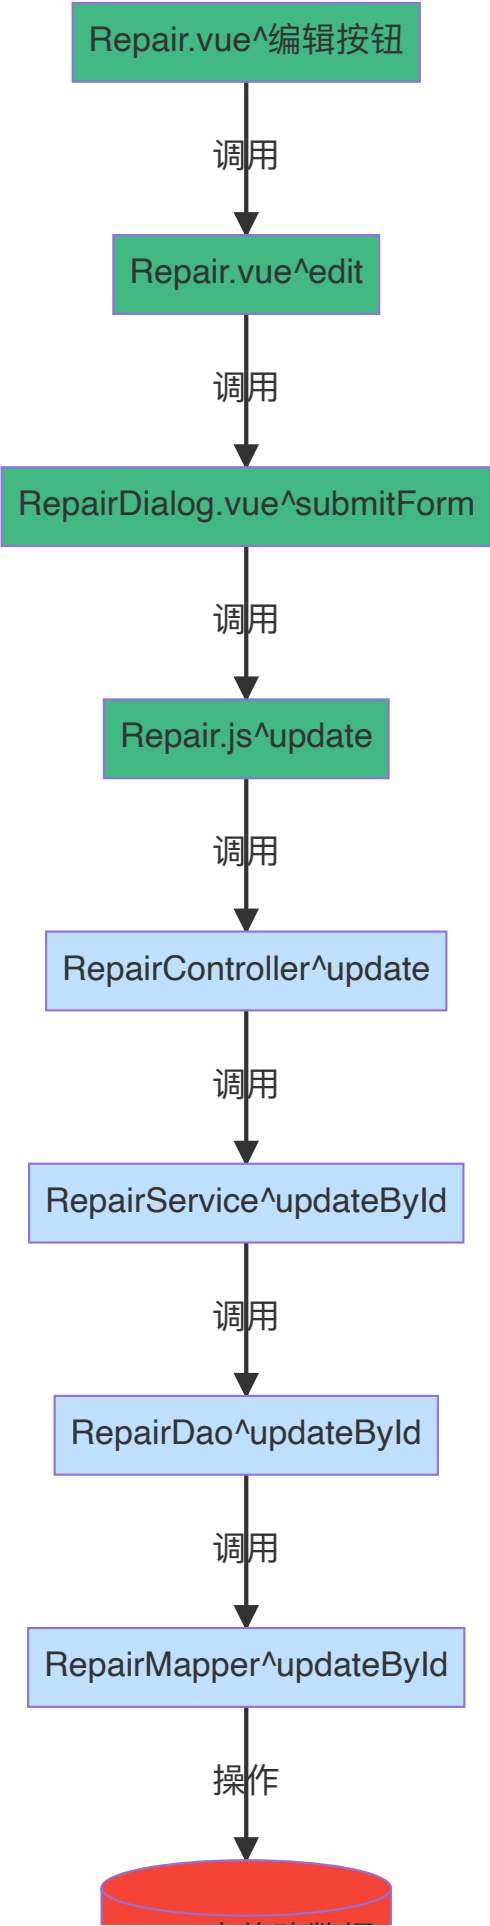 Repair.vue^编辑按钮
调用
Repair.vue^edit
调用
RepairDialog.vue^submitForm
调用
Repair.js^update
调用
RepairController^update
调用
RepairService^updateById
调用
RepairDao^updateById
调用
RepairMapper^updateById
操作